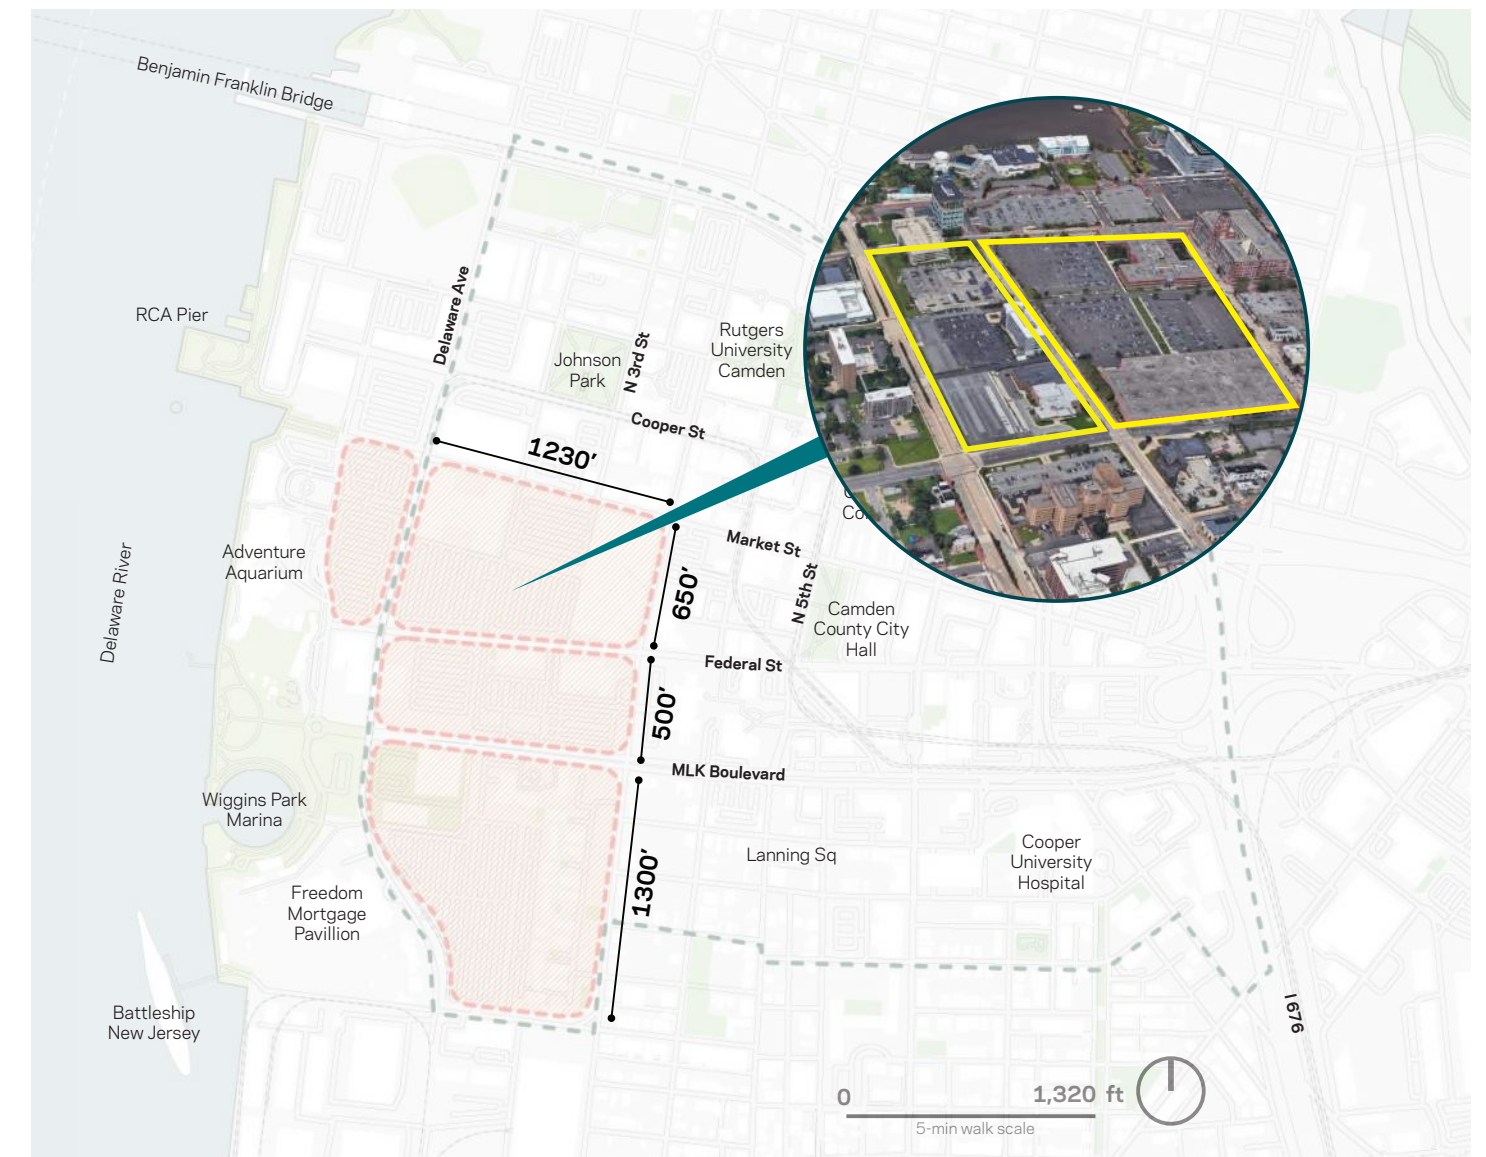 Benjamin Franklin Bridge
RCA Pier
Delaware Ave
Johnson
Park
N 3rd St
Rutgers
University
Camden
Cooper St
1230'
Market St
650'
N 5th St
Adventure
Aquarium
Delaware River
Camden
County City
Hall
Federal St
500'
MLK Boulevard
Wiggins Park
Marina
1300'
Lanning Sq
Cooper
University
Hospital
Freedom
Mortgage
Pavillion
Battleship
New Jersey
I 676
0
1,320 ft
5-min walk scale